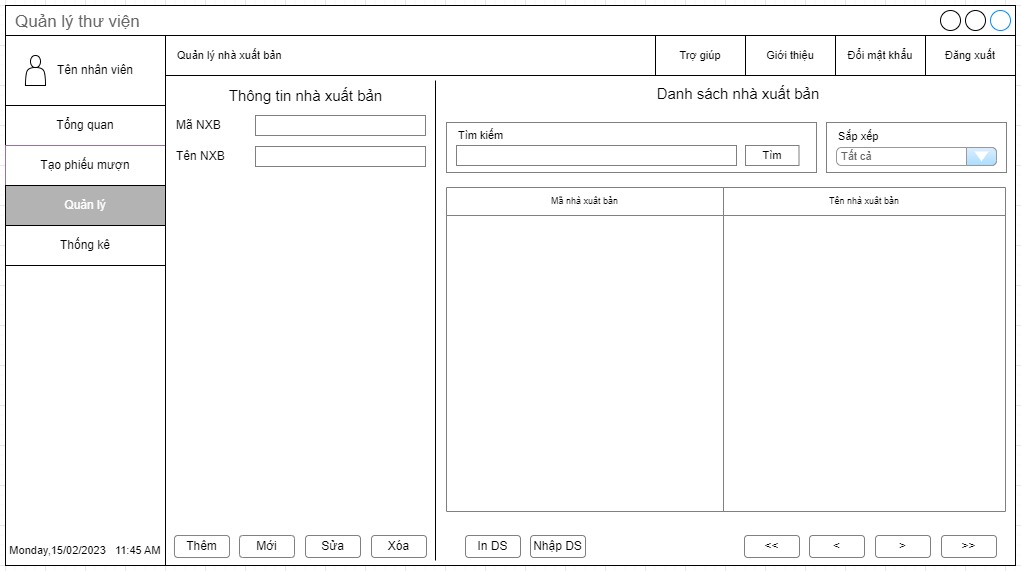 Quản lý thư viện
Tên nhân viên
Quản lý nhà xuất bản
Trợ giúp
Giới thiệu
Đổi mật khẩu
Đăng xuất
Tổng quan
Tạo phiếu mượn
Quản lý
Thống kê
Monday,15/02/2023 11:45 AM
Thông tin nhà xuất bản
Mã NXB
Tên NXB
Thêm
Mới
Sửa
Xóa
Danh sách nhà xuất bản
Tìm kiếm
Tìm
Sắp xếp
Tất cả
Mã nhà xuất bản
Tên nhà xuất bản
In DS
Nhập DS
<<
<
>
>>